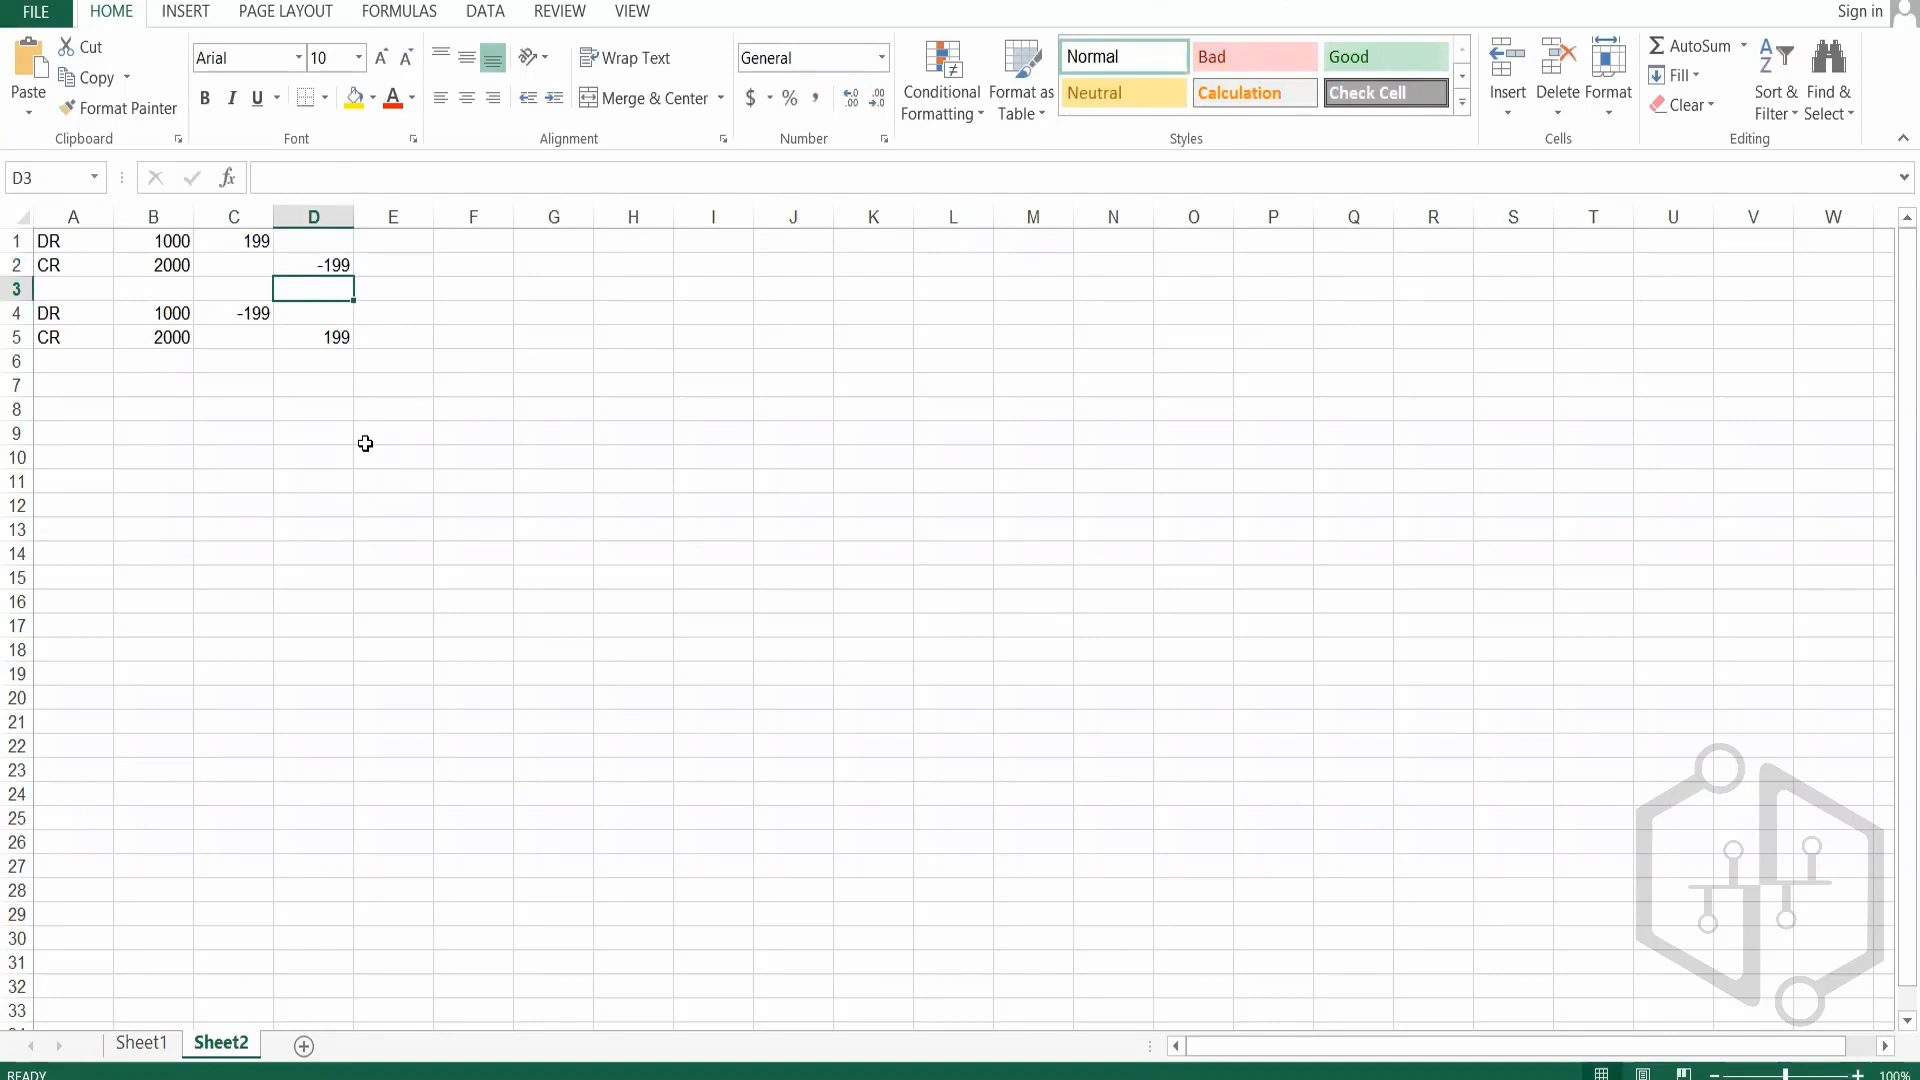 FILE HOME INSERT PAGE LAYOUT FORMULAS DATA REVIEW VIEW Sign in
Paste
Cut
Copy
Format Painter
Clipboard
Arial 10
B I U
Font
Wrap Text
Merge & Center
Alignment
General
$ % ,
Number
Conditional Formatting
Format as Table
Normal Bad Good
Neutral Calculation Check Cell
Styles
Insert Delete Format
Cells
AutoSum
Fill
Clear
Sort & Filter
Find & Select
Editing
D3 fx
A B C D E F G H I J K L M N O P Q R S T U V W
1 DR 1000 199
2 CR 2000 -199
3
4 DR 1000 -199
5 CR 2000 199
6
7
8
9
10
11
12
13
14
15
16
17
18
19
20
21
22
23
24
25
26
27
28
29
30
31
32
33
Sheet1 Sheet2
READY 100%